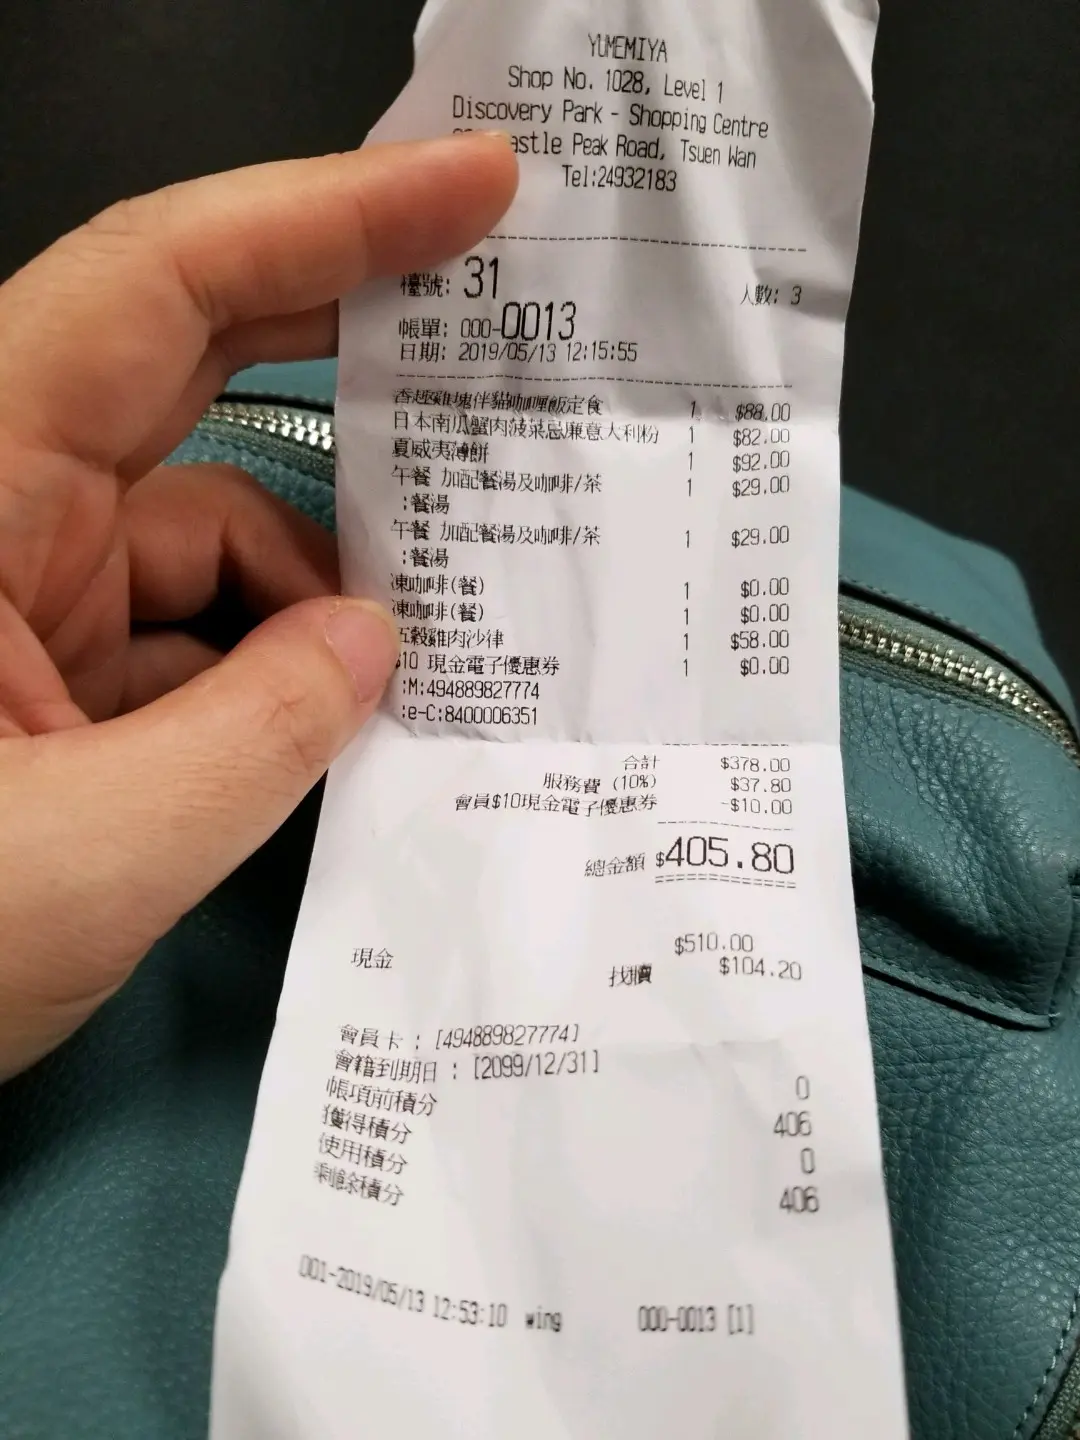 YUMEMIYA
Shop No. 1028, Level 1
Discovery Park - Shopping Centre
Peak Road, Tsuen Wan
Tel:24932183
檯號: 31
人數: 3
帳單: 000-0013
日期: 2019/05/13 12:15:55
香趣雞塊伴貓咖喱飯定食 1 $88.00
日本南瓜蟹肉菠菜忌廉意大利粉 1 $82.00
夏威夷薄餅 1 $92.00
午餐 加配餐湯及咖啡/茶 1 $29.00
:餐湯
午餐 加配餐湯及咖啡/茶 1 $29.00
:餐湯
凍咖啡(餐) 1 $0.00
凍咖啡(餐) 1 $0.00
五穀雞肉沙律 1 $58.00
$10 現金電子優惠券 1 $0.00
:M:494889827774
:e-C:8400006351
合計 $378.00
服務費 (10%) $37.80
會員$10現金電子優惠券 -$10.00
總金額 $405.80
現金 $510.00
找贖 $104.20
會員卡 : [494889827774]
會籍到期日 : [2099/12/31]
帳項前積分 0
獲得積分 406
使用積分 0
剩餘積分 406
001-2019/05/13 12:53:10 wing 000-0013 [1]